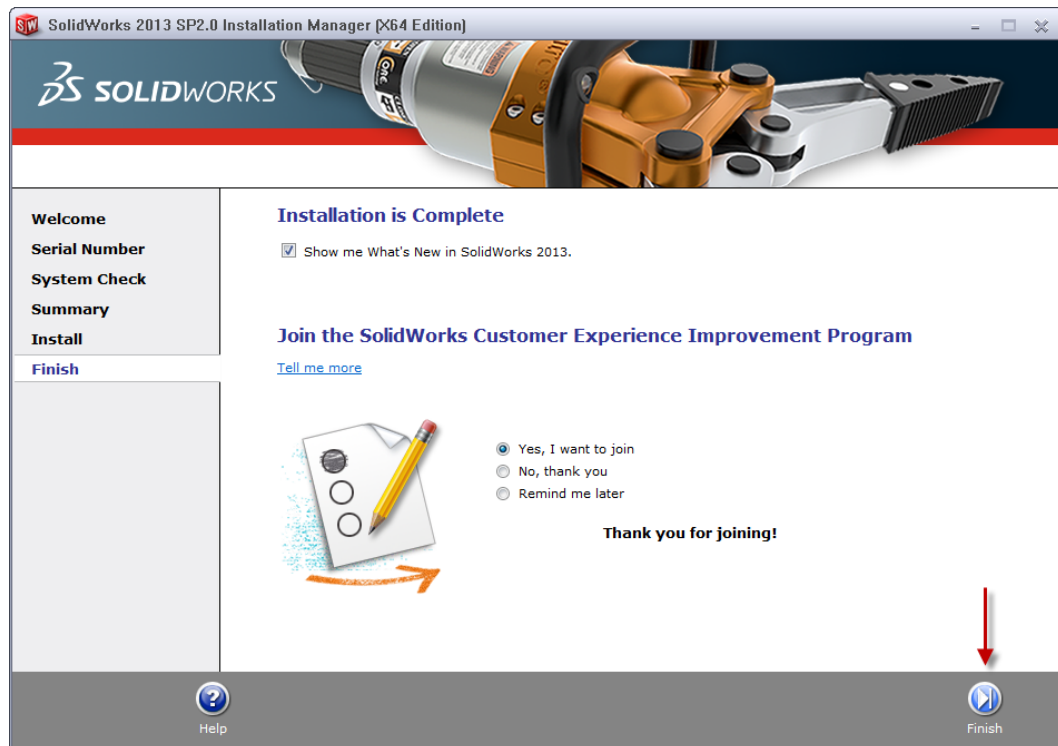 SolidWorks 2013 SP2.0 Installation Manager (X64 Edition)
SOLIDWORKS
Welcome
Serial Number
System Check
Summary
Install
Finish
Installation is Complete
Show me What's New in SolidWorks 2013.
Join the SolidWorks Customer Experience Improvement Program
Tell me more
Yes, I want to join
No, thank you
Remind me later
Thank you for joining!
Help
Finish